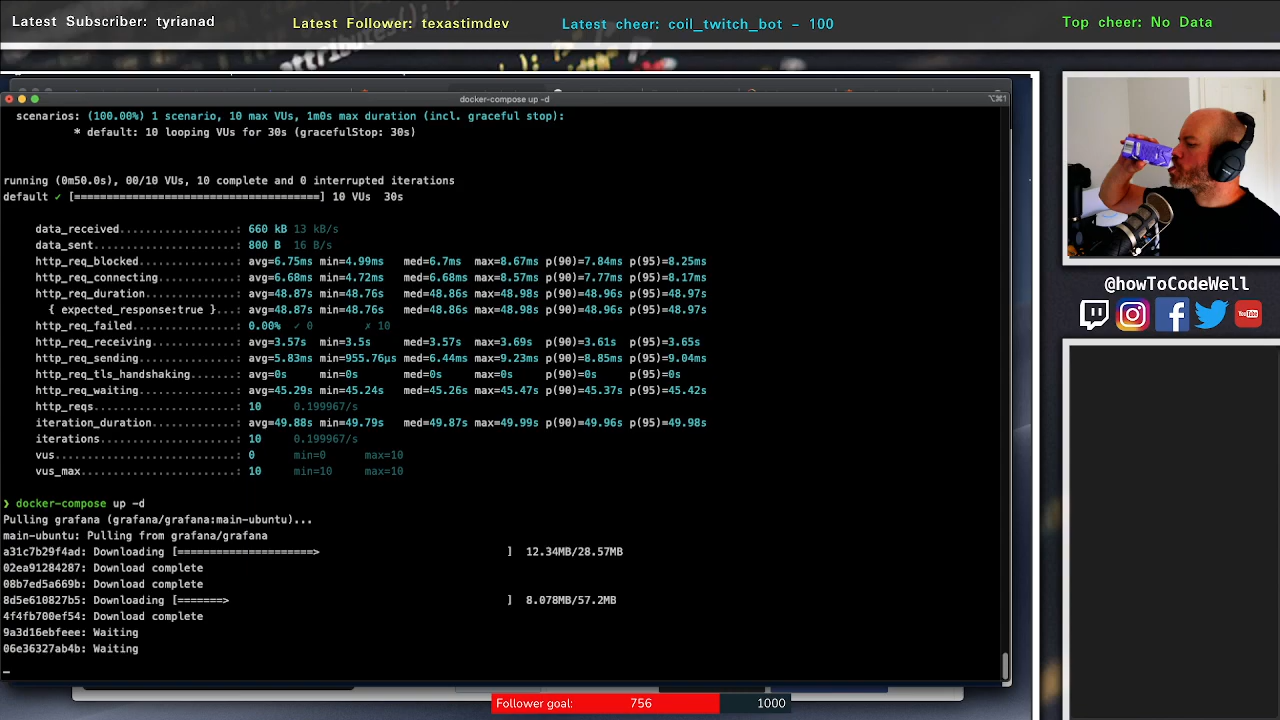 Latest Subscriber: tyrianad
Latest Follower: texastimdev
Latest cheer: coil_twitch_bot - 100
Top cheer: No Data
docker-compose up -d
⌥⌘1
scenarios: (100.00%) 1 scenario, 10 max VUs, 1m0s max duration (incl. graceful stop):
* default: 10 looping VUs for 30s (gracefulStop: 30s)
running (0m50.0s), 00/10 VUs, 10 complete and 0 interrupted iterations
default ✓ [======================================] 10 VUs  30s
data_received..................: 660 kB 13 kB/s
data_sent......................: 800 B  16 B/s
http_req_blocked...............: avg=6.75ms min=4.99ms   med=6.7ms  max=8.67ms p(90)=7.84ms p(95)=8.25ms
http_req_connecting............: avg=6.68ms min=4.72ms   med=6.68ms max=8.57ms p(90)=7.77ms p(95)=8.17ms
http_req_duration..............: avg=48.87s min=48.76s   med=48.86s max=48.98s p(90)=48.96s p(95)=48.97s
{ expected_response:true }...: avg=48.87s min=48.76s   med=48.86s max=48.98s p(90)=48.96s p(95)=48.97s
http_req_failed................: 0.00%  ✓ 0        ✗ 10
http_req_receiving.............: avg=3.57s  min=3.5s     med=3.57s  max=3.69s  p(90)=3.61s  p(95)=3.65s
http_req_sending...............: avg=5.83ms min=955.76µs med=6.44ms max=9.23ms p(90)=8.85ms p(95)=9.04ms
http_req_tls_handshaking.......: avg=0s     min=0s       med=0s     max=0s     p(90)=0s     p(95)=0s
http_req_waiting...............: avg=45.29s min=45.24s   med=45.26s max=45.47s p(90)=45.37s p(95)=45.42s
http_reqs......................: 10     0.199967/s
iteration_duration.............: avg=49.88s min=49.79s   med=49.87s max=49.99s p(90)=49.96s p(95)=49.98s
iterations.....................: 10     0.199967/s
vus............................: 0      min=0      max=10
vus_max........................: 10     min=10     max=10
❯ docker-compose up -d
Pulling grafana (grafana/grafana:main-ubuntu)...
main-ubuntu: Pulling from grafana/grafana
a31c7b29f4ad: Downloading [=====================>                             ]  12.34MB/28.57MB
02ea91284287: Download complete
08b7ed5a669b: Download complete
8d5e610827b5: Downloading [=======>                                           ]  8.078MB/57.2MB
4f4fb700ef54: Download complete
9a3d16ebfeee: Waiting
06e36327ab4b: Waiting
@howToCodeWell
Follower goal: 756 1000